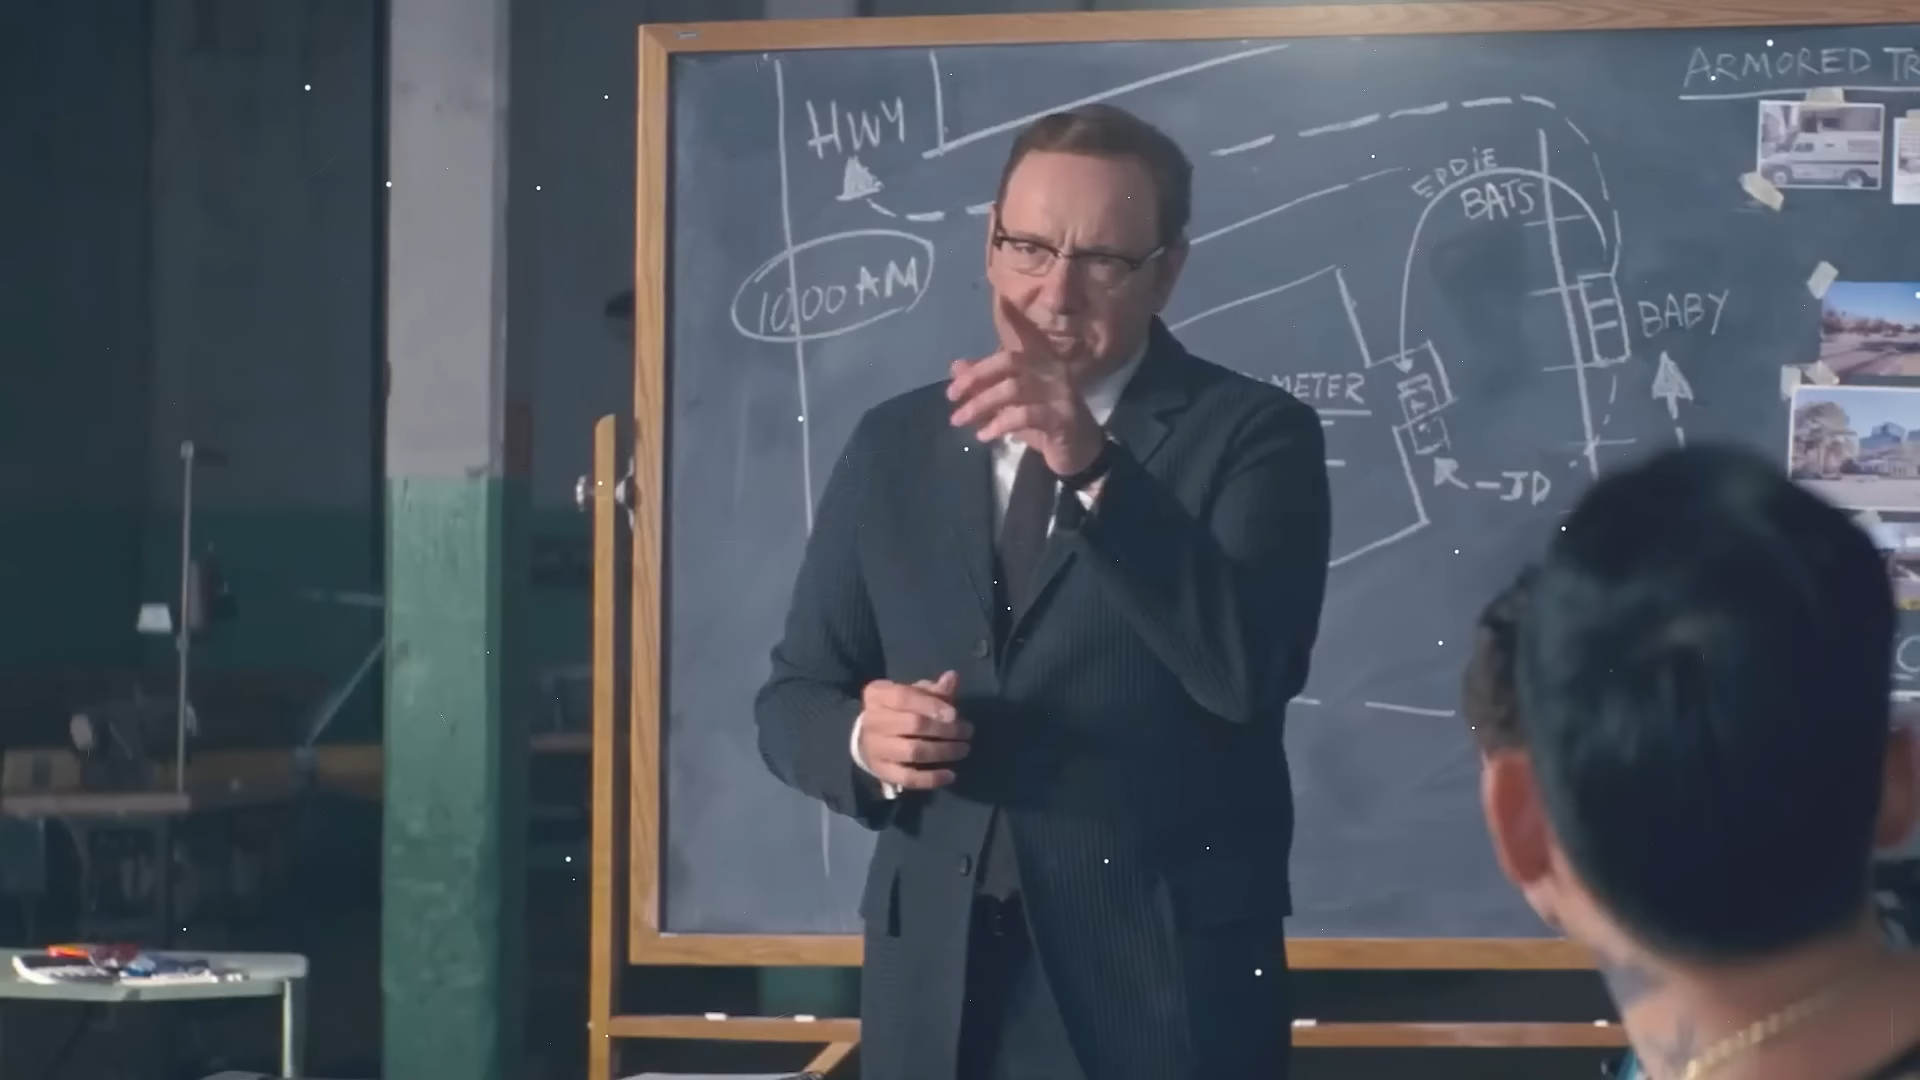 ARMORED TR
HWY
EDDIE
BATS
10:00 AM
BABY
METER
JD